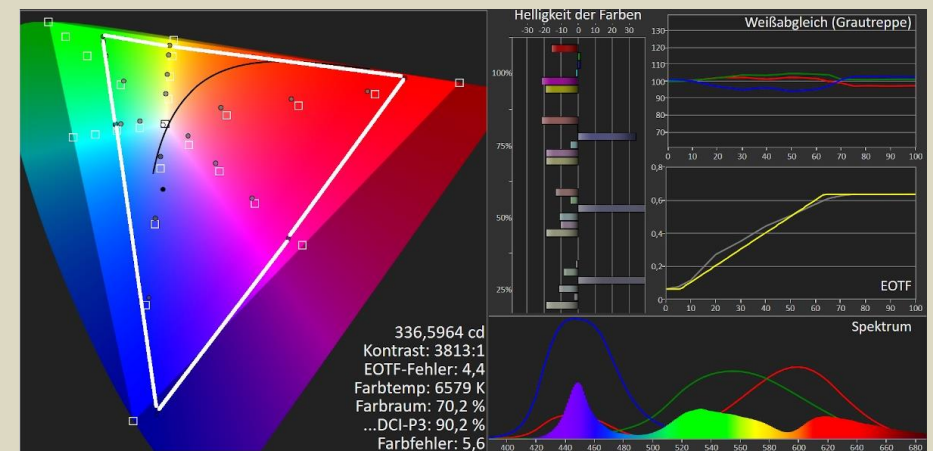 Helligkeit der Farben
-30 -20 -10 0 10 20 30
100%
75%
50%
25%
Weißabgleich (Grautreppe)
130
120
110
100
90
80
70
0 10 20 30 40 50 60 70 80 90 100
0,8
0,6
0,4
0,2
0
EOTF
0 10 20 30 40 50 60 70 80 90 100
336,5964 cd
Kontrast: 3813:1
EOTF-Fehler: 4,4
Farbtemp: 6579 K
Farbraum: 70,2 %
...DCI-P3: 90,2 %
Farbfehler: 5,6
Spektrum
400 420 440 460 480 500 520 540 560 580 600 620 640 660 680